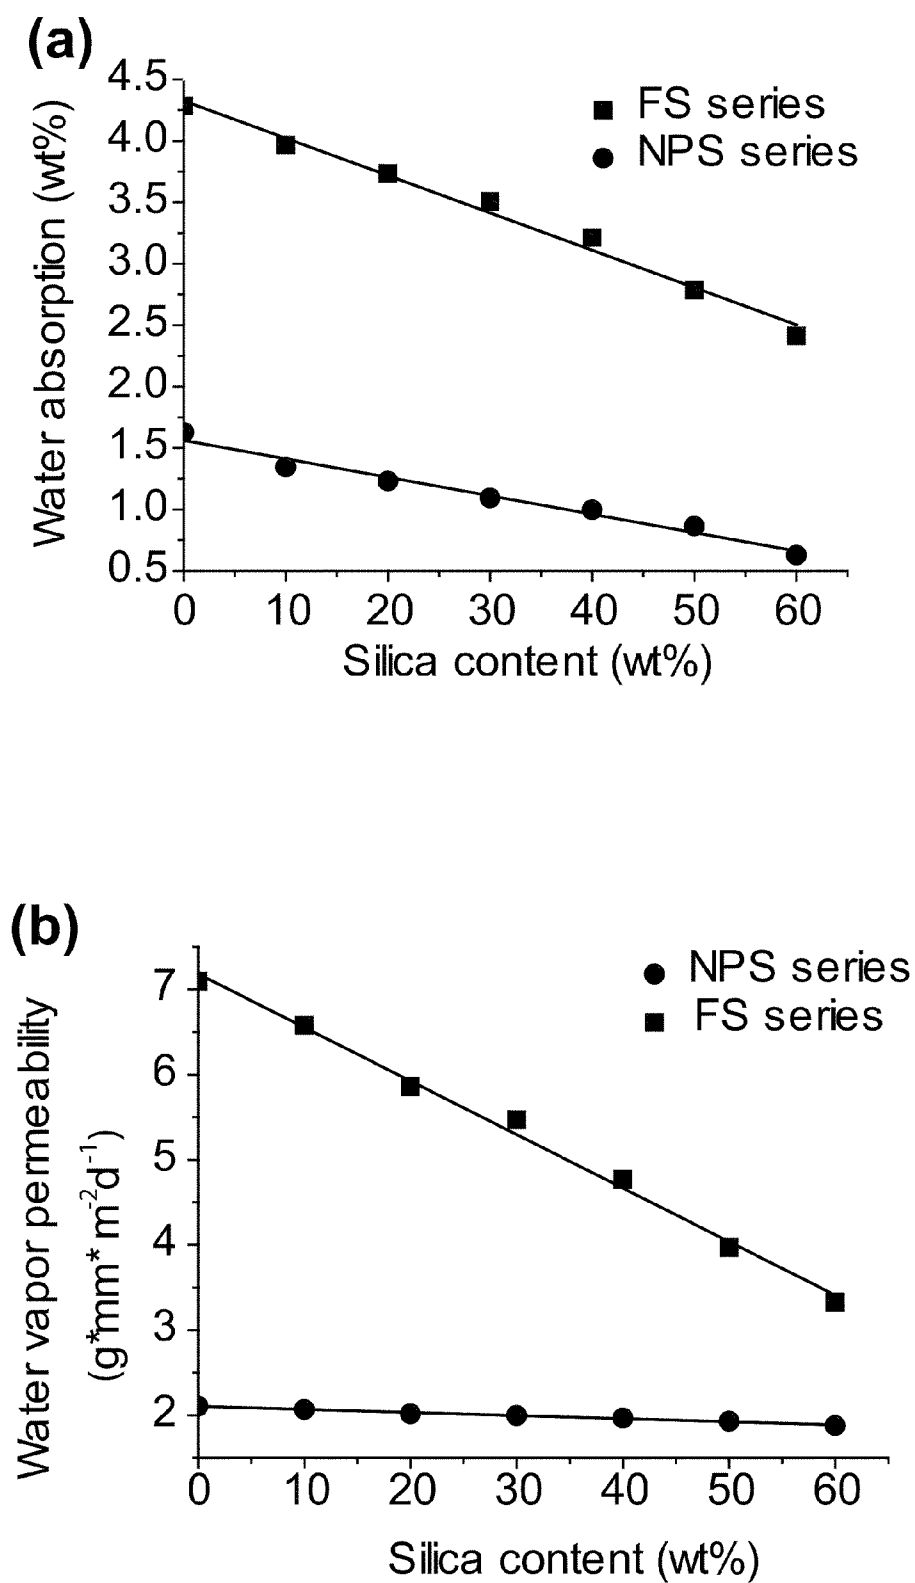 (a)
FS series
NPS series
Water absorption (wt%)
4.5
4.0
3.5
3.0
2.5
2.0
1.5
1.0
0.5
0 10 20 30 40 50 60
Silica content (wt%)
(b)
NPS series
FS series
Water vapor permeability
(g*mm* m⁻²d⁻¹)
7
6
5
4
3
2
0 10 20 30 40 50 60
Silica content (wt%)